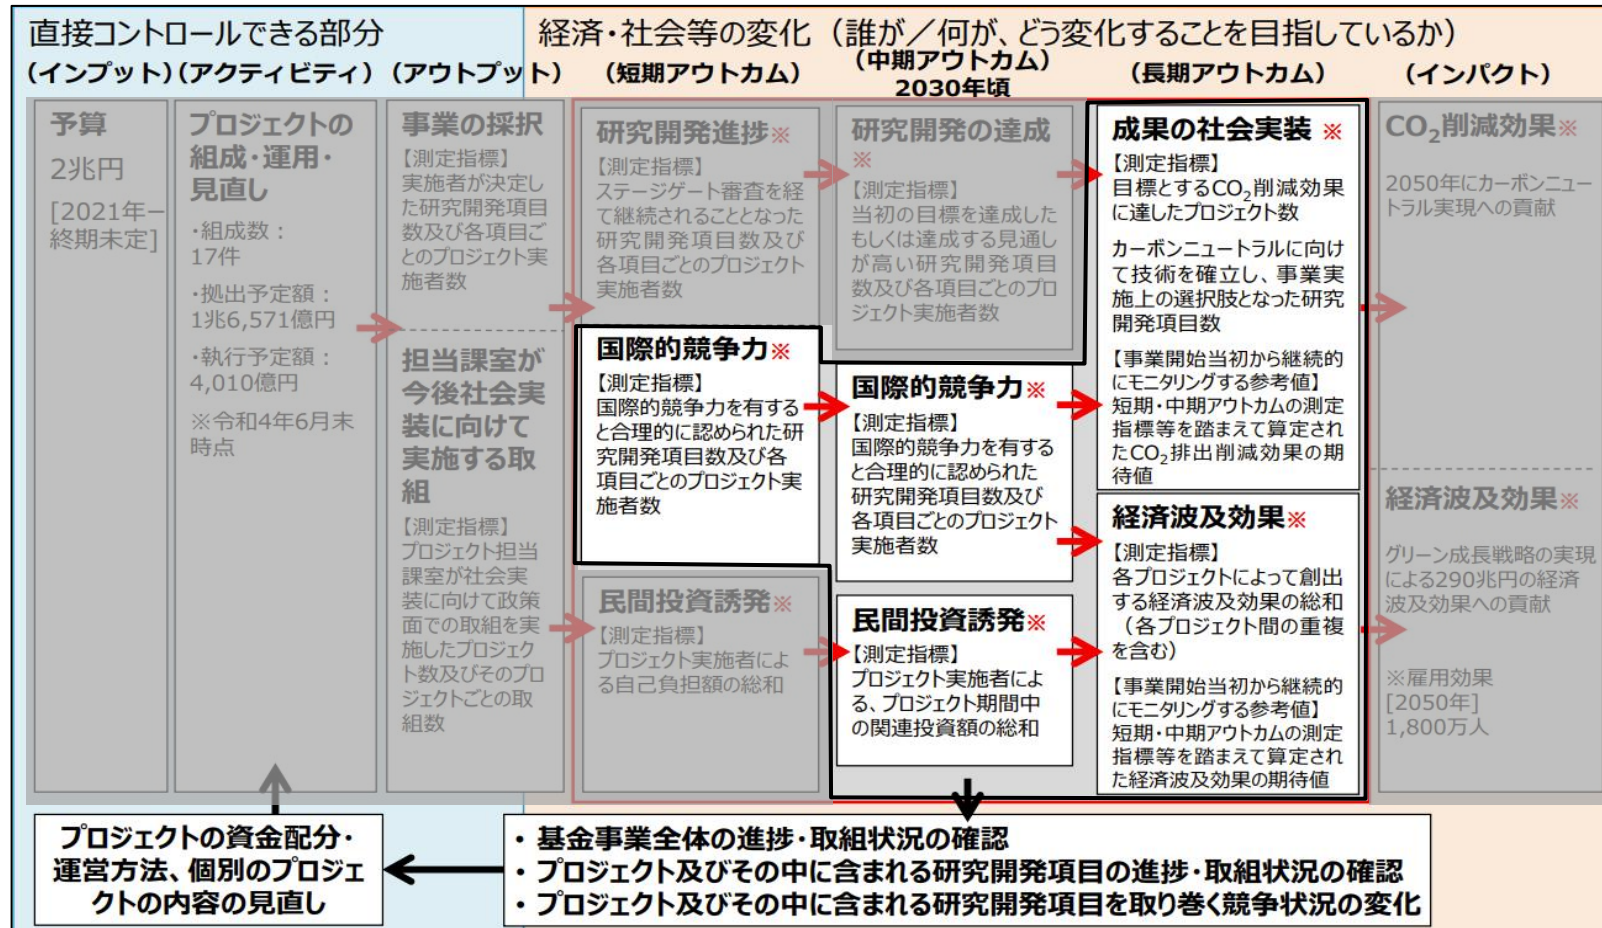 直接コントロールできる部分
経済・社会等の変化（誰が／何が、どう変化することを目指しているか）
（インプット）
（アクティビティ）
（アウトプット）
（短期アウトカム）
（中期アウトカム）
2030年頃
（長期アウトカム）
（インパクト）
予算
2兆円
[2021年－
終期未定]
プロジェクトの
組成・運用・
見直し
・組成数：
17件
・拠出予定額：
1兆6,571億円
・執行予定額：
4,010億円
※令和4年6月末
時点
事業の採択
【測定指標】
実施者が決定し
た研究開発項目
数及び各項目ご
とのプロジェクト実
施者数
担当課室が
今後社会実
装に向けて
実施する取
組
【測定指標】
プロジェクト担当
課室が社会実
装に向けて政策
面での取組を実
施したプロジェク
ト数及びそのプロ
ジェクトごとの取
組数
研究開発進捗※
【測定指標】
ステージゲート審査を経
て継続されることとなった
研究開発項目数及び
各項目ごとのプロジェクト
実施者数
国際的競争力※
【測定指標】
国際的競争力を有する
と合理的に認められた研
究開発項目数及び各
項目ごとのプロジェクト実
施者数
民間投資誘発※
【測定指標】
プロジェクト実施者によ
る自己負担額の総和
研究開発の達成
※
【測定指標】
当初の目標を達成した
もしくは達成する見通し
が高い研究開発項目
数及び各項目ごとのプロ
ジェクト実施者数
国際的競争力※
【測定指標】
国際的競争力を有する
と合理的に認められた
研究開発項目数及び
各項目ごとのプロジェクト
実施者数
民間投資誘発※
【測定指標】
プロジェクト実施者によ
る、プロジェクト期間中
の関連投資額の総和
成果の社会実装 ※
【測定指標】
目標とするCO₂削減効果
に達したプロジェクト数
カーボンニュートラルに向け
て技術を確立し、事業実
施上の選択肢となった研究
開発項目数
【事業開始当初から継続的
にモニタリングする参考値】
短期・中期アウトカムの測定
指標等を踏まえて算定され
たCO₂排出削減効果の期
待値
経済波及効果※
【測定指標】
各プロジェクトによって創出
する経済波及効果の総和
（各プロジェクト間の重複
を含む）
【事業開始当初から継続的
にモニタリングする参考値】
短期・中期アウトカムの測定
指標等を踏まえて算定され
た経済波及効果の期待値
CO₂削減効果※
2050年にカーボンニュー
トラル実現への貢献
経済波及効果※
グリーン成長戦略の実現
による290兆円の経済
波及効果への貢献
※雇用効果
[2050年]
1,800万人
プロジェクトの資金配分・
運営方法、個別のプロジェ
クトの内容の見直し
・ 基金事業全体の進捗・取組状況の確認
・ プロジェクト及びその中に含まれる研究開発項目の進捗・取組状況の確認
・ プロジェクト及びその中に含まれる研究開発項目を取り巻く競争状況の変化